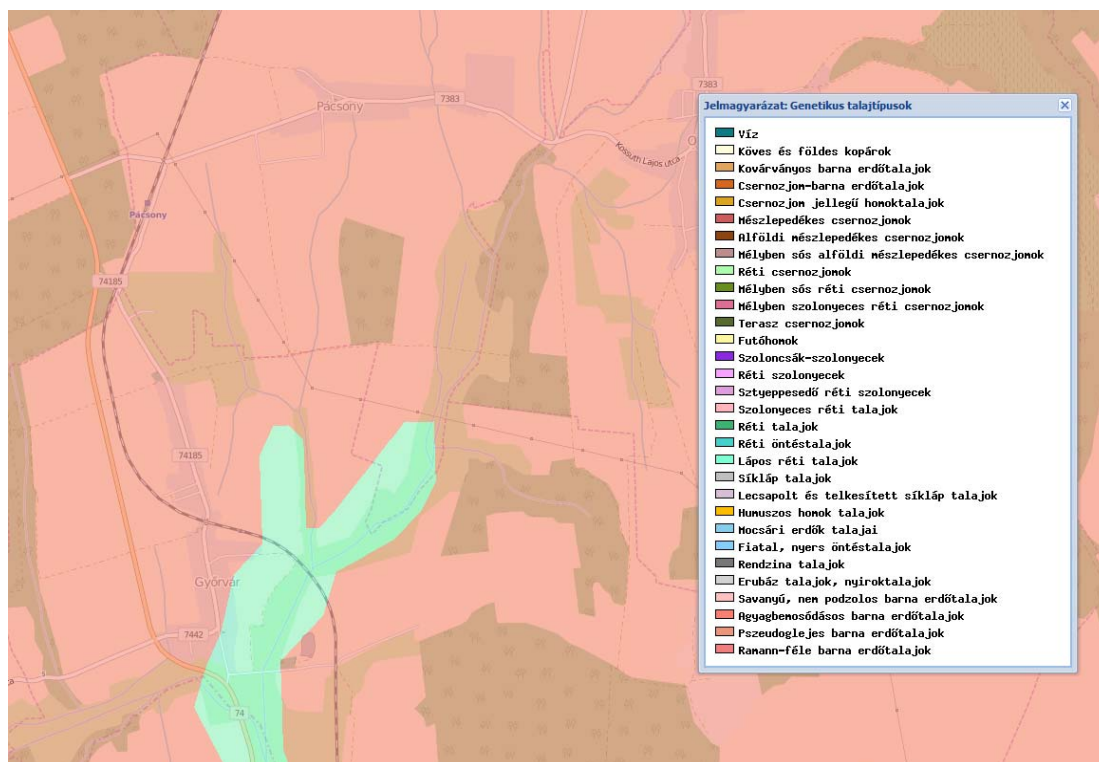 7383
Pácsony
7383
Kossuth Lajos utca
O
Pácsony
74185
74185
Győrvár
7442
74
Jelmagyarázat: Genetikus talajtípusok
Víz
Köves és földes kopárok
Kovárványos barna erdőtalajok
Csernozjom-barna erdőtalajok
Csernozjom jellegű homoktalajok
Mészlepedékes csernozjomok
Alföldi mészlepedékes csernozjomok
Mélyben sós alföldi mészlepedékes csernozjomok
Réti csernozjomok
Mélyben sós réti csernozjomok
Mélyben szolonyeces réti csernozjomok
Terasz csernozjomok
Futóhomok
Szoloncsák-szolonyecek
Réti szolonyecek
Sztyeppesedő réti szolonyecek
Szolonyeces réti talajok
Réti talajok
Réti öntéstalajok
Lápos réti talajok
Síkláp talajok
Lecsapolt és telkesített síkláp talajok
Humuszos homok talajok
Mocsári erdők talajai
Fiatal, nyers öntéstalajok
Rendzina talajok
Erubáz talajok, nyiroktalajok
Savanyú, nem podzolos barna erdőtalajok
Agyagbemosódásos barna erdőtalajok
Pszeudoglejes barna erdőtalajok
Ramann-féle barna erdőtalajok